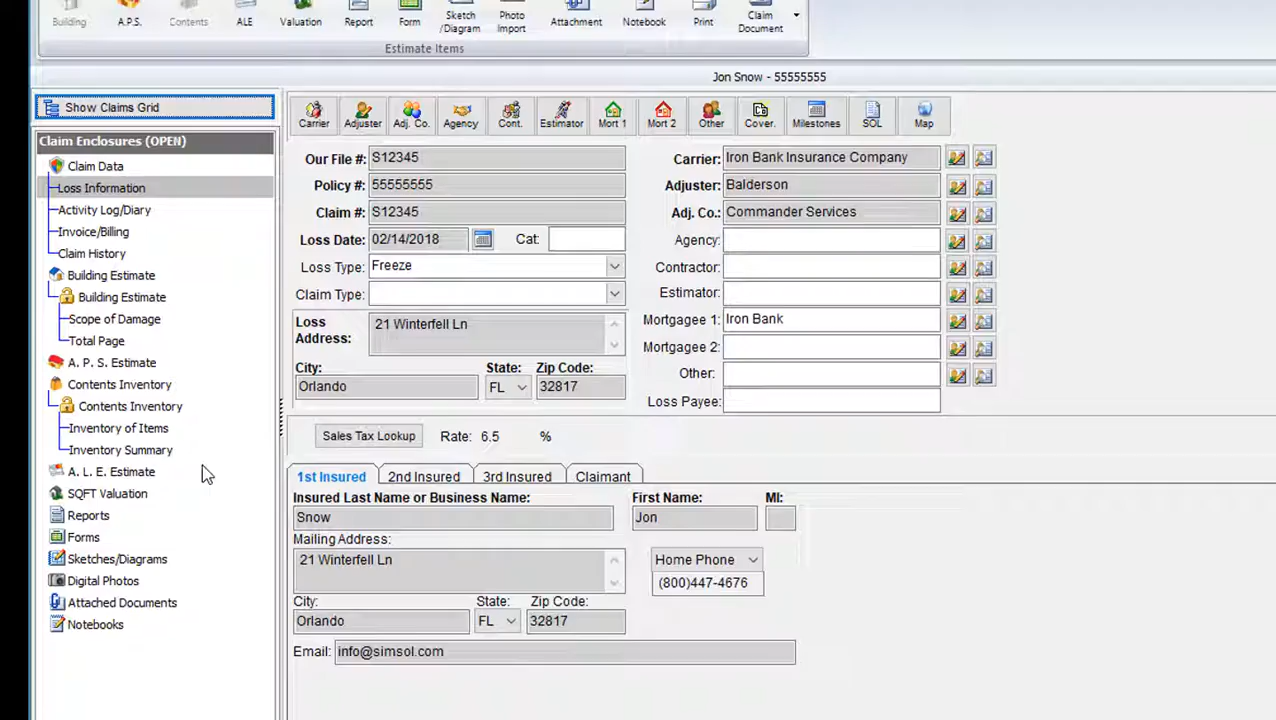 Building A.P.S. Contents ALE Valuation Report Form Sketch /Diagram Photo Import Attachment Notebook Print Claim Document
Estimate Items
Jon Snow - 55555555
Show Claims Grid
Claim Enclosures (OPEN)
Claim Data
Loss Information
Activity Log/Diary
Invoice/Billing
Claim History
Building Estimate
Building Estimate
Scope of Damage
Total Page
A. P. S. Estimate
Contents Inventory
Contents Inventory
Inventory of Items
Inventory Summary
A. L. E. Estimate
SQFT Valuation
Reports
Forms
Sketches/Diagrams
Digital Photos
Attached Documents
Notebooks
Carrier Adjuster Adj. Co. Agency Cont. Estimator Mort 1 Mort 2 Other Cover. Milestones SOL Map
Our File #: S12345
Policy #: 55555555
Claim #: S12345
Loss Date: 02/14/2018 Cat:
Loss Type: Freeze
Claim Type:
Loss Address: 21 Winterfell Ln
City: State: Zip Code:
Orlando FL 32817
Carrier: Iron Bank Insurance Company
Adjuster: Balderson
Adj. Co.: Commander Services
Agency:
Contractor:
Estimator:
Mortgagee 1: Iron Bank
Mortgagee 2:
Other:
Loss Payee:
Sales Tax Lookup Rate: 6.5 %
1st Insured 2nd Insured 3rd Insured Claimant
Insured Last Name or Business Name: First Name: MI:
Snow Jon
Mailing Address:
21 Winterfell Ln
Home Phone
(800)447-4676
City: State: Zip Code:
Orlando FL 32817
Email: info@simsol.com